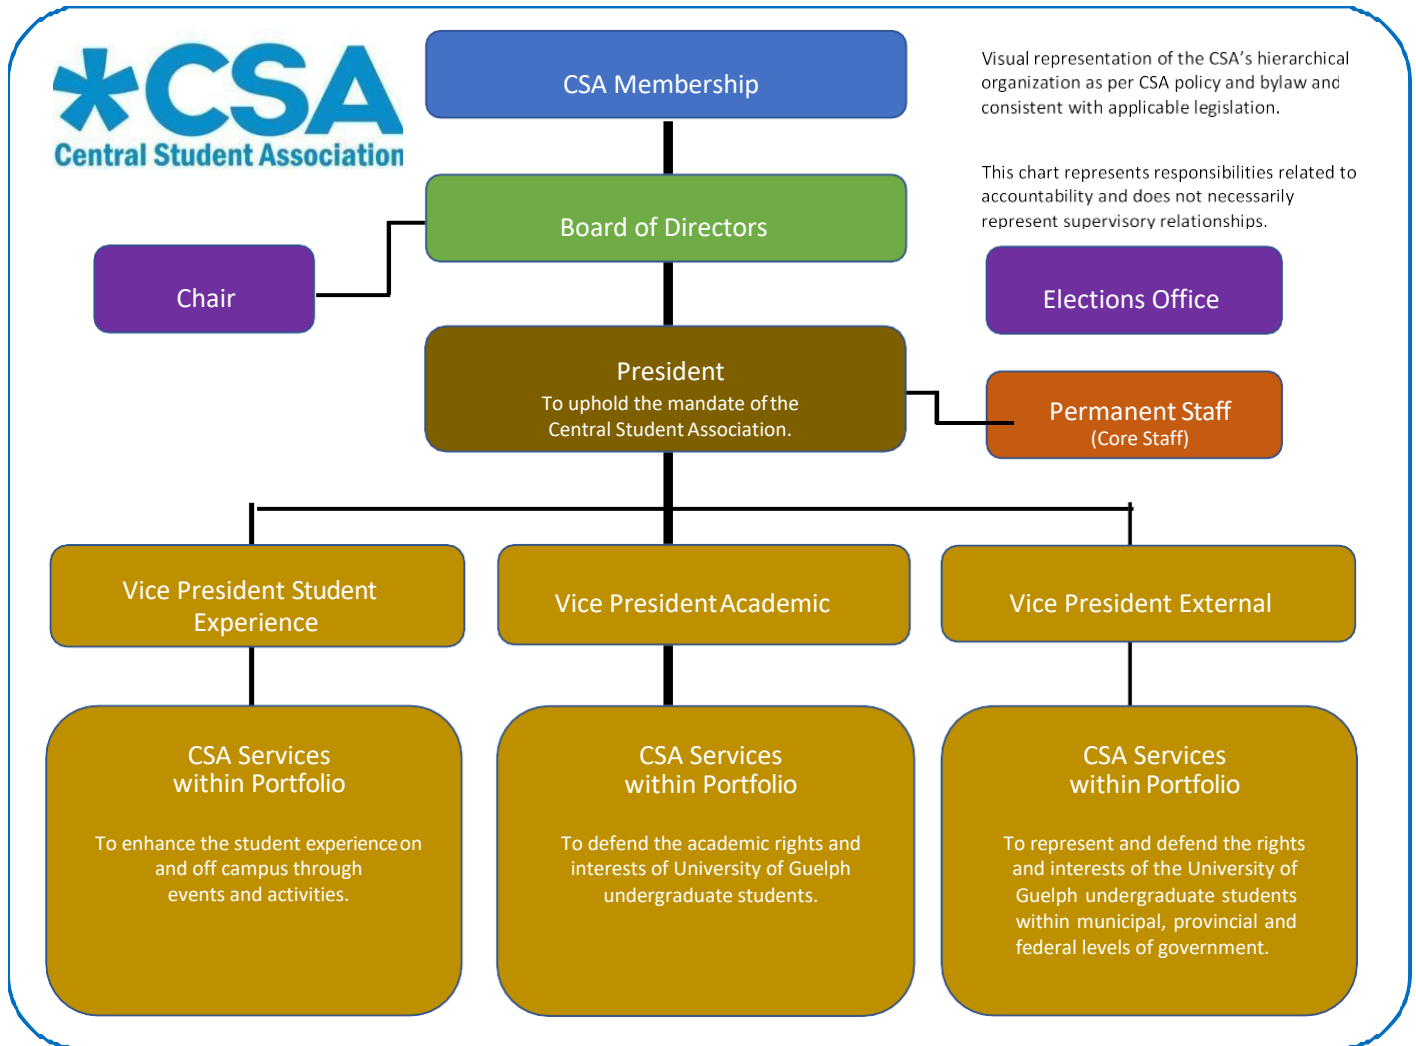 *CSA
Central Student Association
CSA Membership
Visual representation of the CSA's hierarchical
organization as per CSA policy and bylaw and
consistent with applicable legislation.
This chart represents responsibilities related to
accountability and does not necessarily
represent supervisory relationships.
Board of Directors
Chair
Elections Office
President
To uphold the mandate of the
Central Student Association.
Permanent Staff
(Core Staff)
Vice President Student
Experience
Vice President Academic
Vice President External
CSA Services
within Portfolio
To enhance the student experience on
and off campus through
events and activities.
CSA Services
within Portfolio
To defend the academic rights and
interests of University of Guelph
undergraduate students.
CSA Services
within Portfolio
To represent and defend the rights
and interests of the University of
Guelph undergraduate students
within municipal, provincial and
federal levels of government.